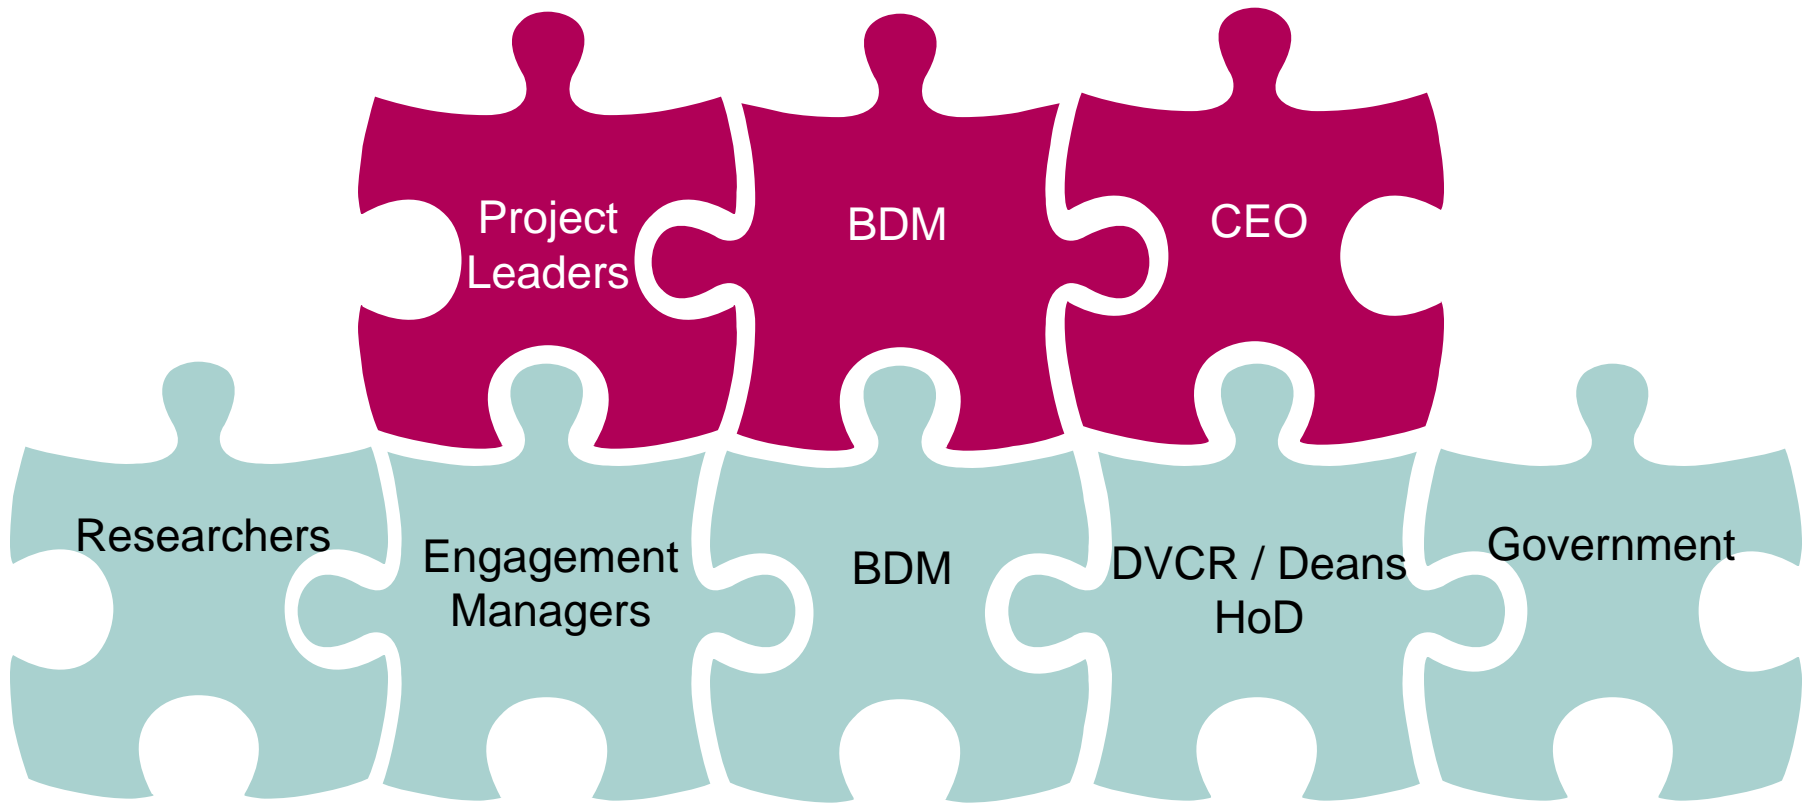 Project
Leaders
BDM
CEO
Researchers
Engagement
Managers
BDM
DVCR / Deans
HoD
Government